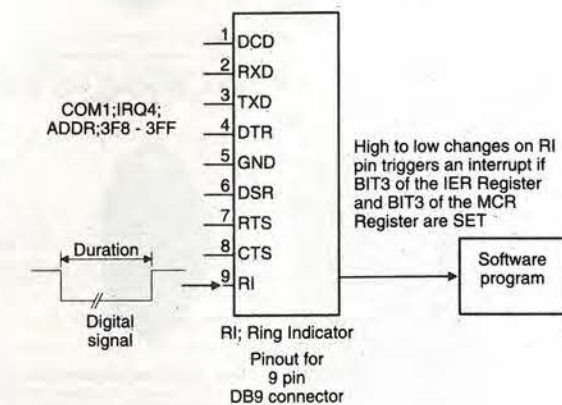 1 DCD
2 RXD
3 TXD
4 DTR
5 GND
6 DSR
7 RTS
8 CTS
9 RI
COM1;IRQ4;
ADDR;3F8 - 3FF
High to low changes on RI
pin triggers an interrupt if
BIT3 of the IER Register
and BIT3 of the MCR
Register are SET
Duration
Digital
signal
Software
program
RI; Ring Indicator
Pinout for
9 pin
DB9 connector